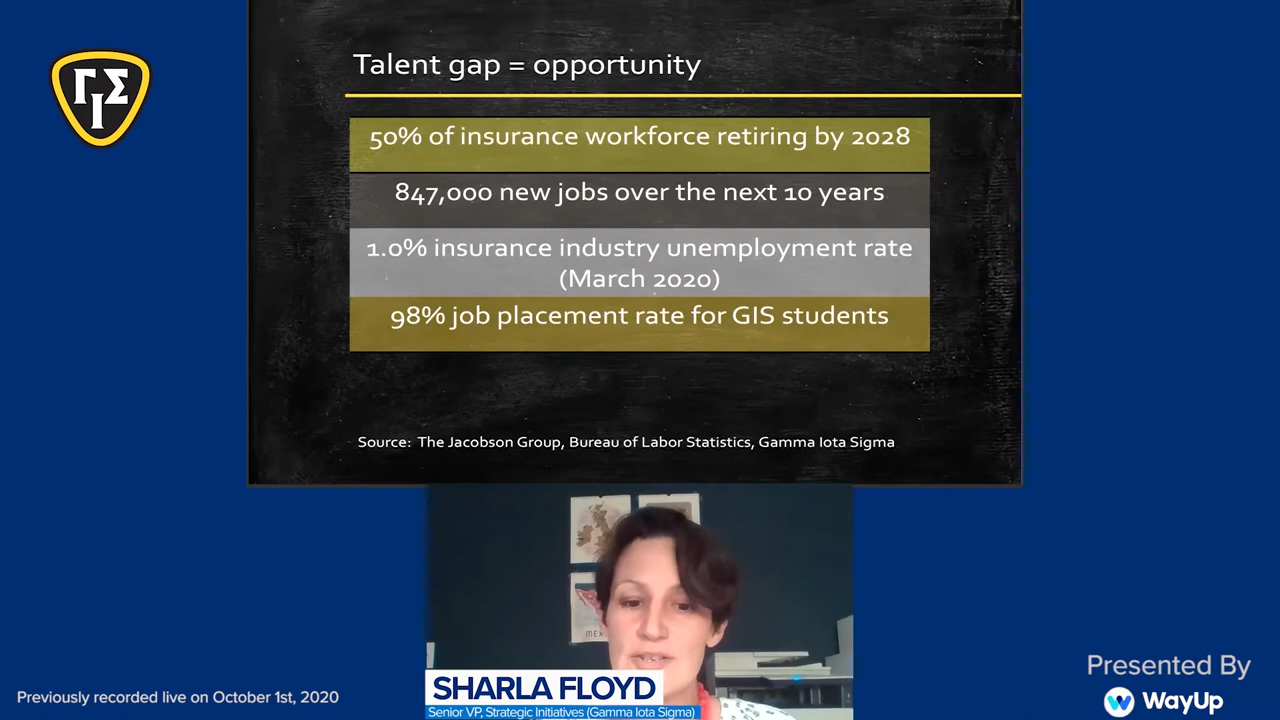 ΓΙΣ
Talent gap = opportunity
50% of insurance workforce retiring by 2028
847,000 new jobs over the next 10 years
1.0% insurance industry unemployment rate
(March 2020)
98% job placement rate for GIS students
Source: The Jacobson Group, Bureau of Labor Statistics, Gamma Iota Sigma
MEX
SHARLA FLOYD
Senior VP, Strategic Initiatives (Gamma Iota Sigma)
Previously recorded live on October 1st, 2020
Presented By
WayUp